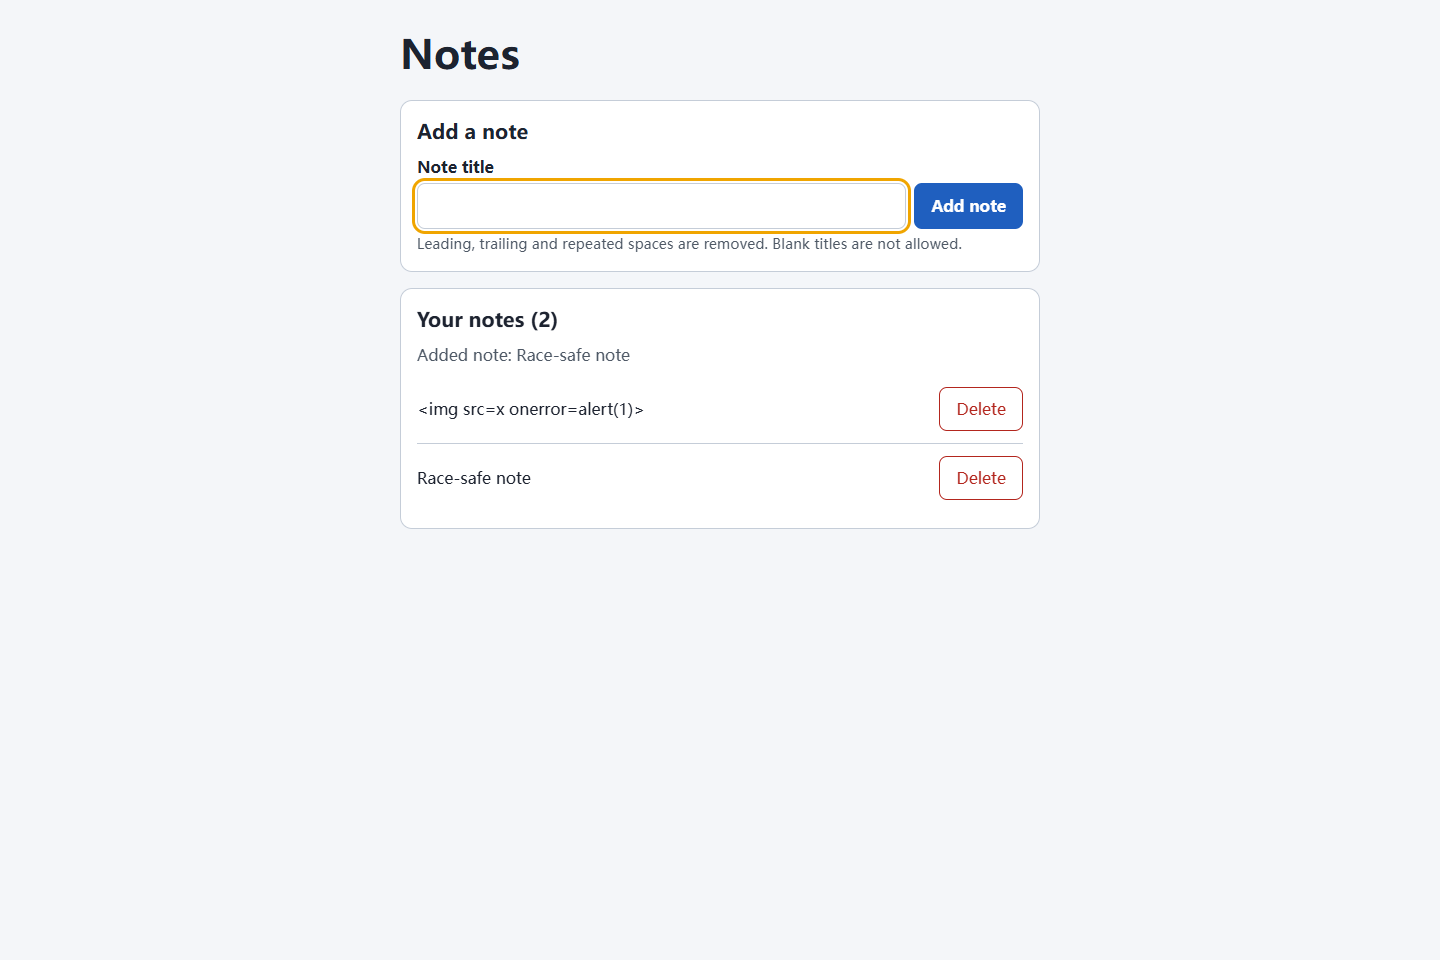 Notes
Add a note
Note title
Add note
Leading, trailing and repeated spaces are removed. Blank titles are not allowed.
Your notes (2)
Added note: Race-safe note
<img src=x onerror=alert(1)>
Delete
Race-safe note
Delete